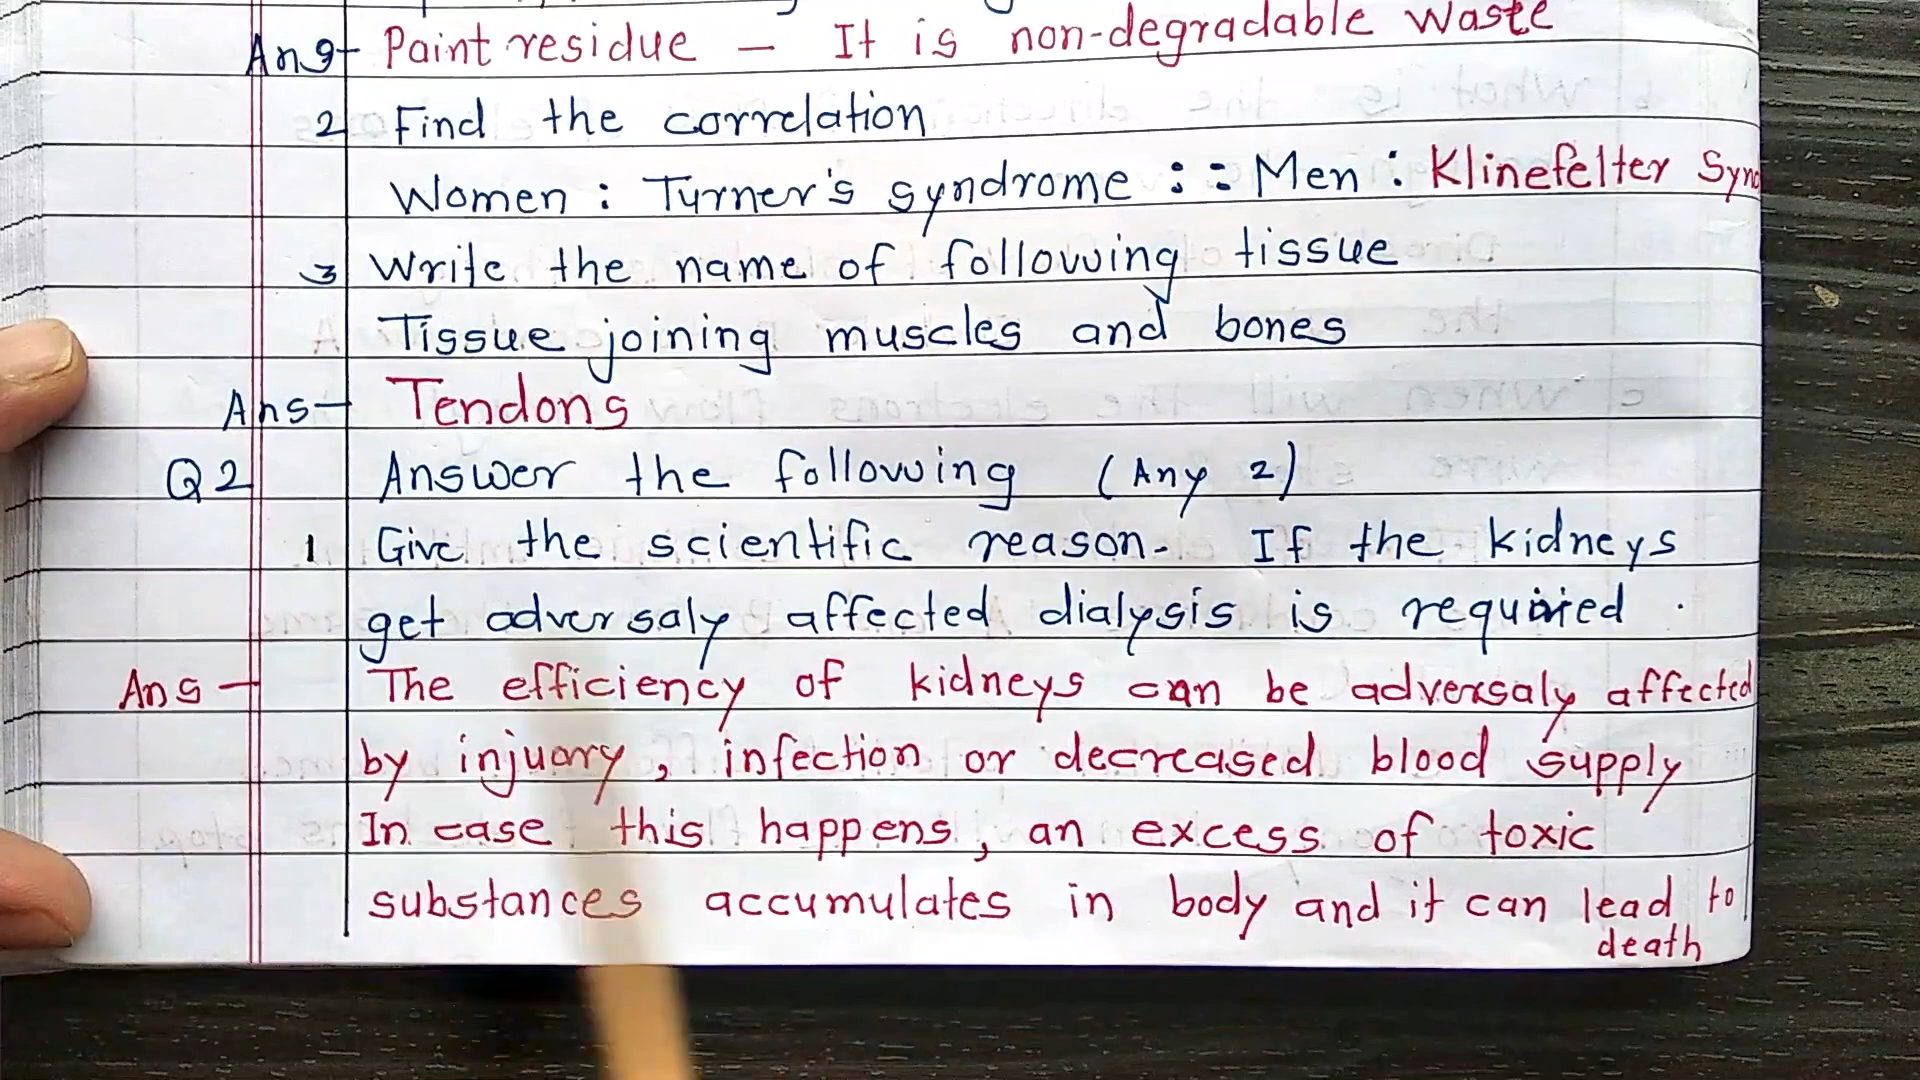 Ans- Paint residue - It is non-degradable waste
2 Find the correlation
Women : Turner's syndrome :: Men : Klinefelter Synd
3 Write the name of following tissue
Tissue joining muscles and bones
Ans- Tendons
Q2 Answer the following (Any 2)
1 Give the scientific reason- If the kidneys
get adversaly affected dialysis is required.
Ans- The efficiency of kidneys can be adversaly affected
by injuary, infection or decreased blood supply
In case this happens, an excess of toxic
substances accumulates in body and it can lead to
death